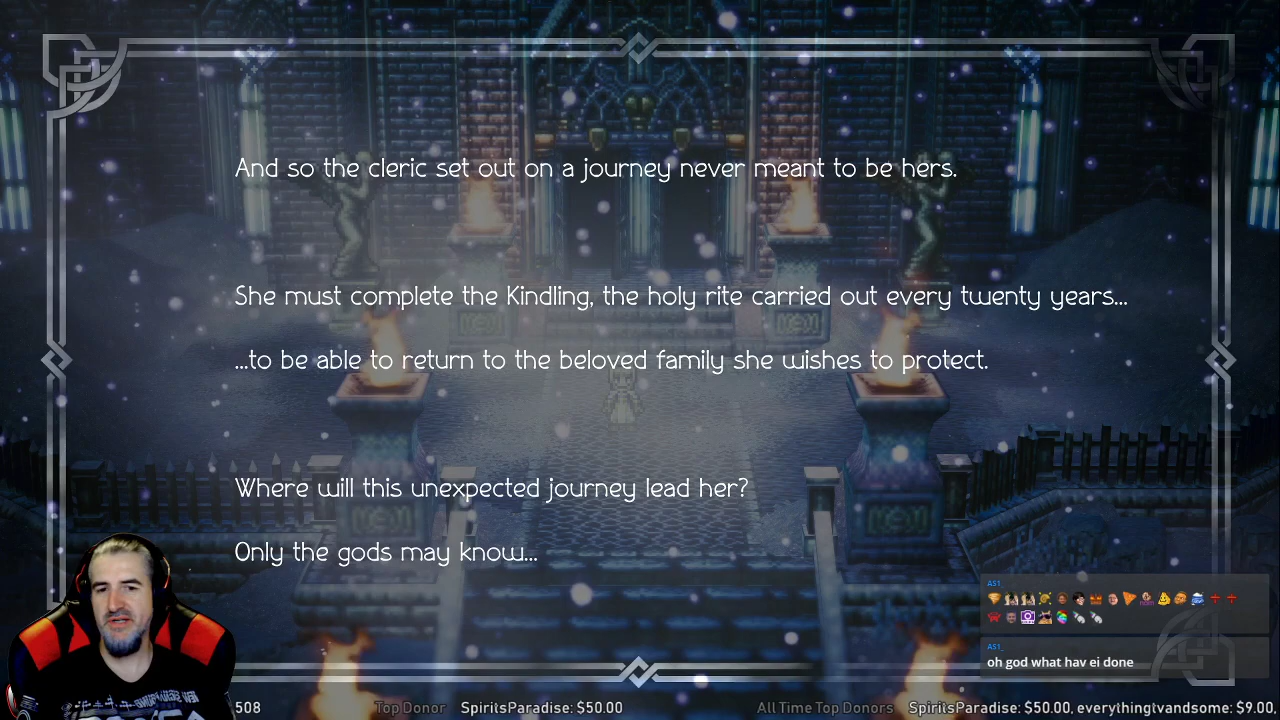 And so the cleric set out on a journey never meant to be hers.
She must complete the Kindling, the holy rite carried out every twenty years...
...to be able to return to the beloved family she wishes to protect.
Where will this unexpected journey lead her?
Only the gods may know...
AS1_
AS1_
oh god what hav ei done
508 Top Donor SpiritsParadise: $50.00 All Time Top Donors SpiritsParadise: $50.00, everythingtvandsome: $9.00,